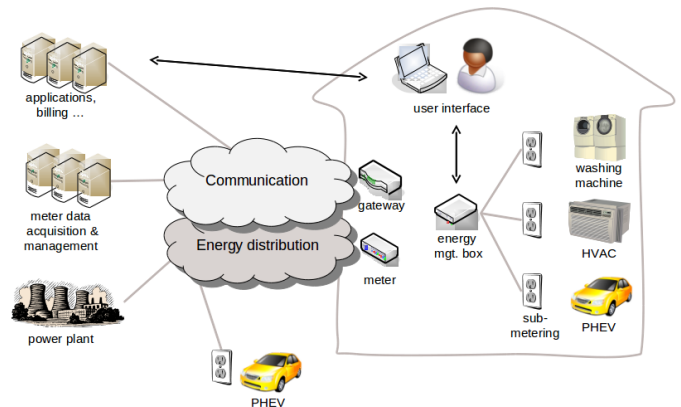 applications,
billing ...
meter data
acquisition &
management
power plant
Communication
Energy distribution
PHEV
user interface
gateway
meter
energy
mgt. box
washing
machine
HVAC
sub-
metering
PHEV